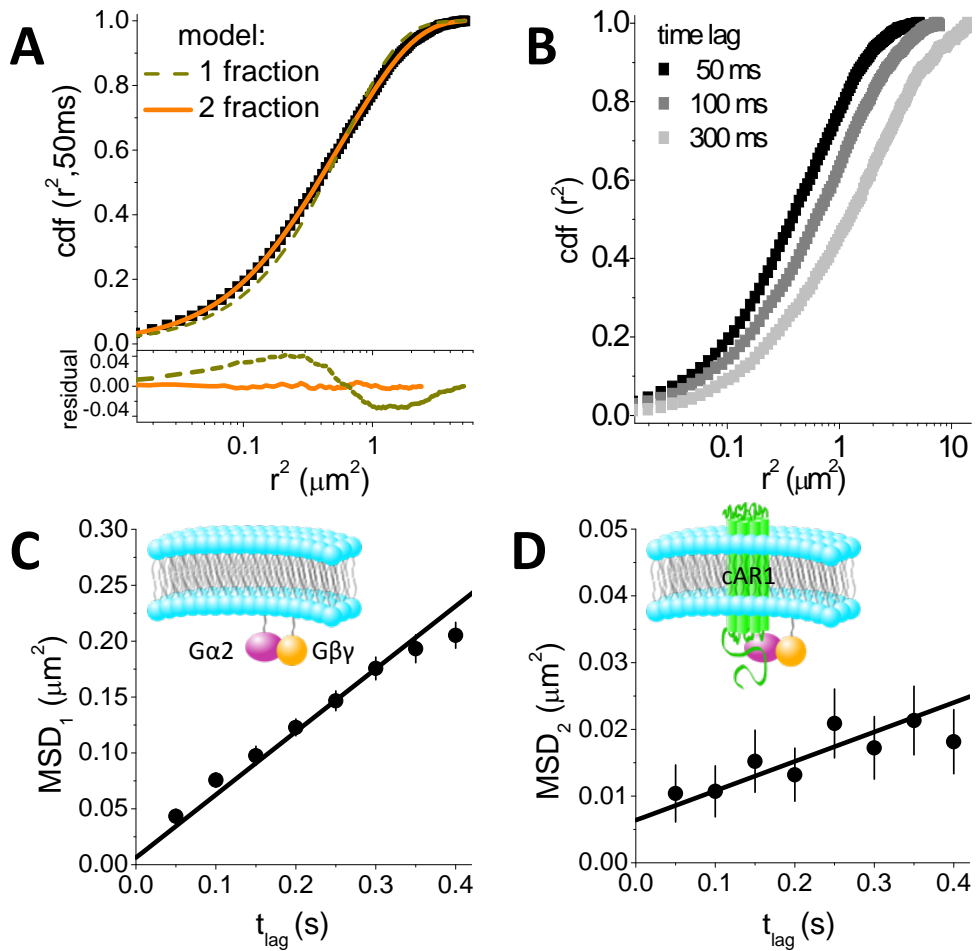 A
model:
1 fraction
2 fraction
cdf (r², 50ms)
1.0
0.8
0.6
0.4
0.2
0.0
residual
0.04
0.00
-0.04
0.1
1
r² (μm²)
B
time lag
50 ms
100 ms
300 ms
cdf (r²)
1.0
0.8
0.6
0.4
0.2
0.0
0.1
1
10
r² (μm²)
C
MSD₁ (μm²)
0.30
0.25
0.20
0.15
0.10
0.05
0.00
Gα2
Gβγ
0.0
0.1
0.2
0.3
0.4
t_lag (s)
D
MSD₂ (μm²)
0.05
0.04
0.03
0.02
0.01
0.00
cAR1
0.0
0.1
0.2
0.3
0.4
t_lag (s)